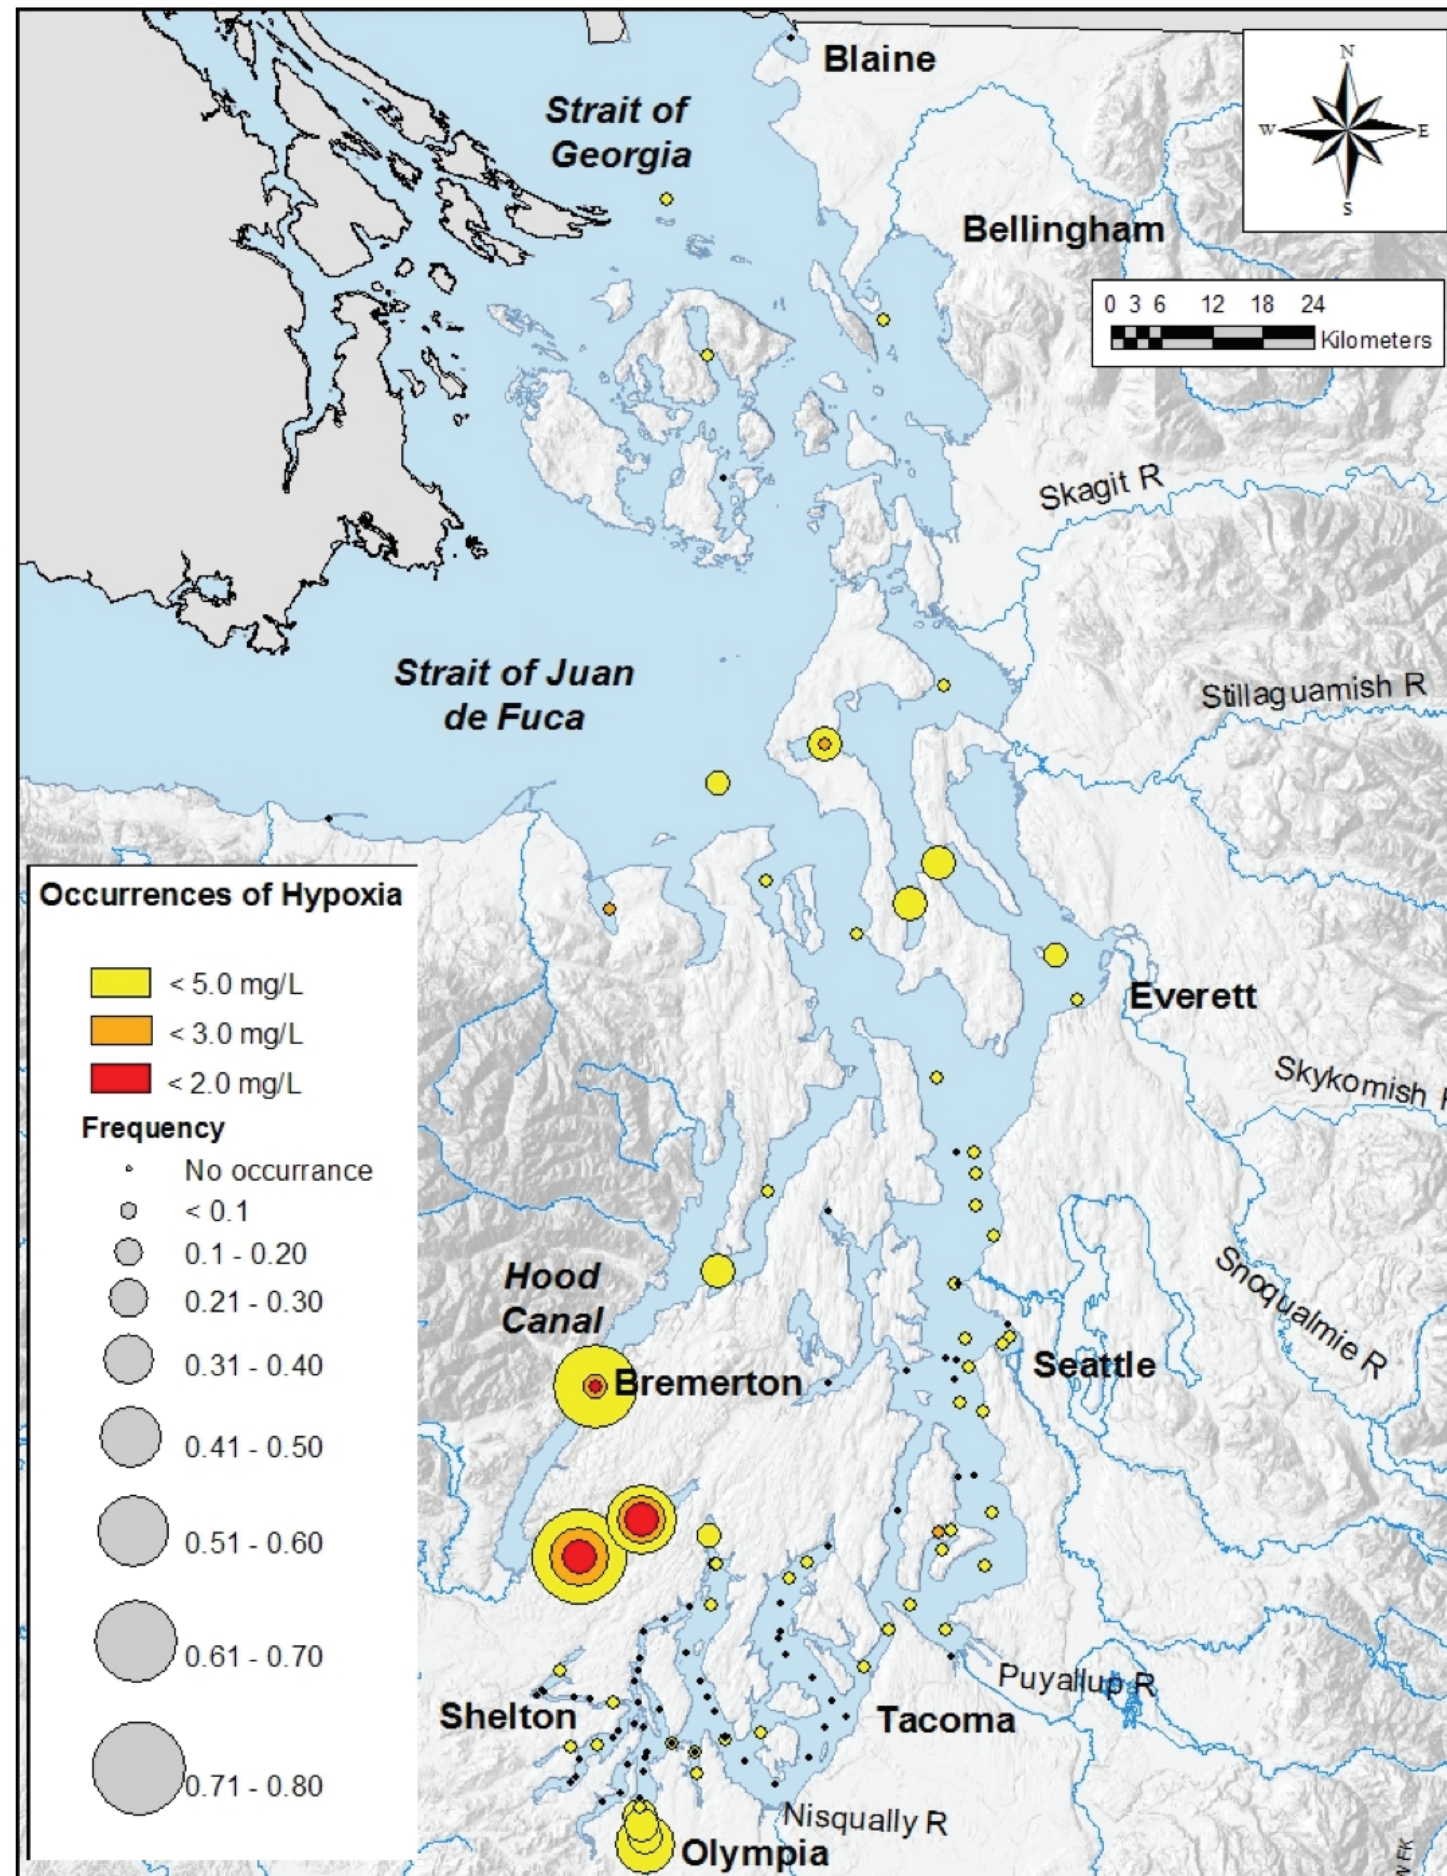 Blaine
N
W E
S
Strait of
Georgia
Bellingham
0 3 6 12 18 24
Kilometers
Skagit R
Strait of Juan
de Fuca
Stillaguamish R
Occurrences of Hypoxia
< 5.0 mg/L
< 3.0 mg/L
< 2.0 mg/L
Everett
Skykomish
Frequency
No occurrance
< 0.1
0.1 - 0.20
0.21 - 0.30
0.31 - 0.40
0.41 - 0.50
0.51 - 0.60
0.61 - 0.70
0.71 - 0.80
Hood
Canal
Snoqualmie R
Seattle
Bremerton
Puyallup R
Shelton
Tacoma
Nisqually R
Olympia